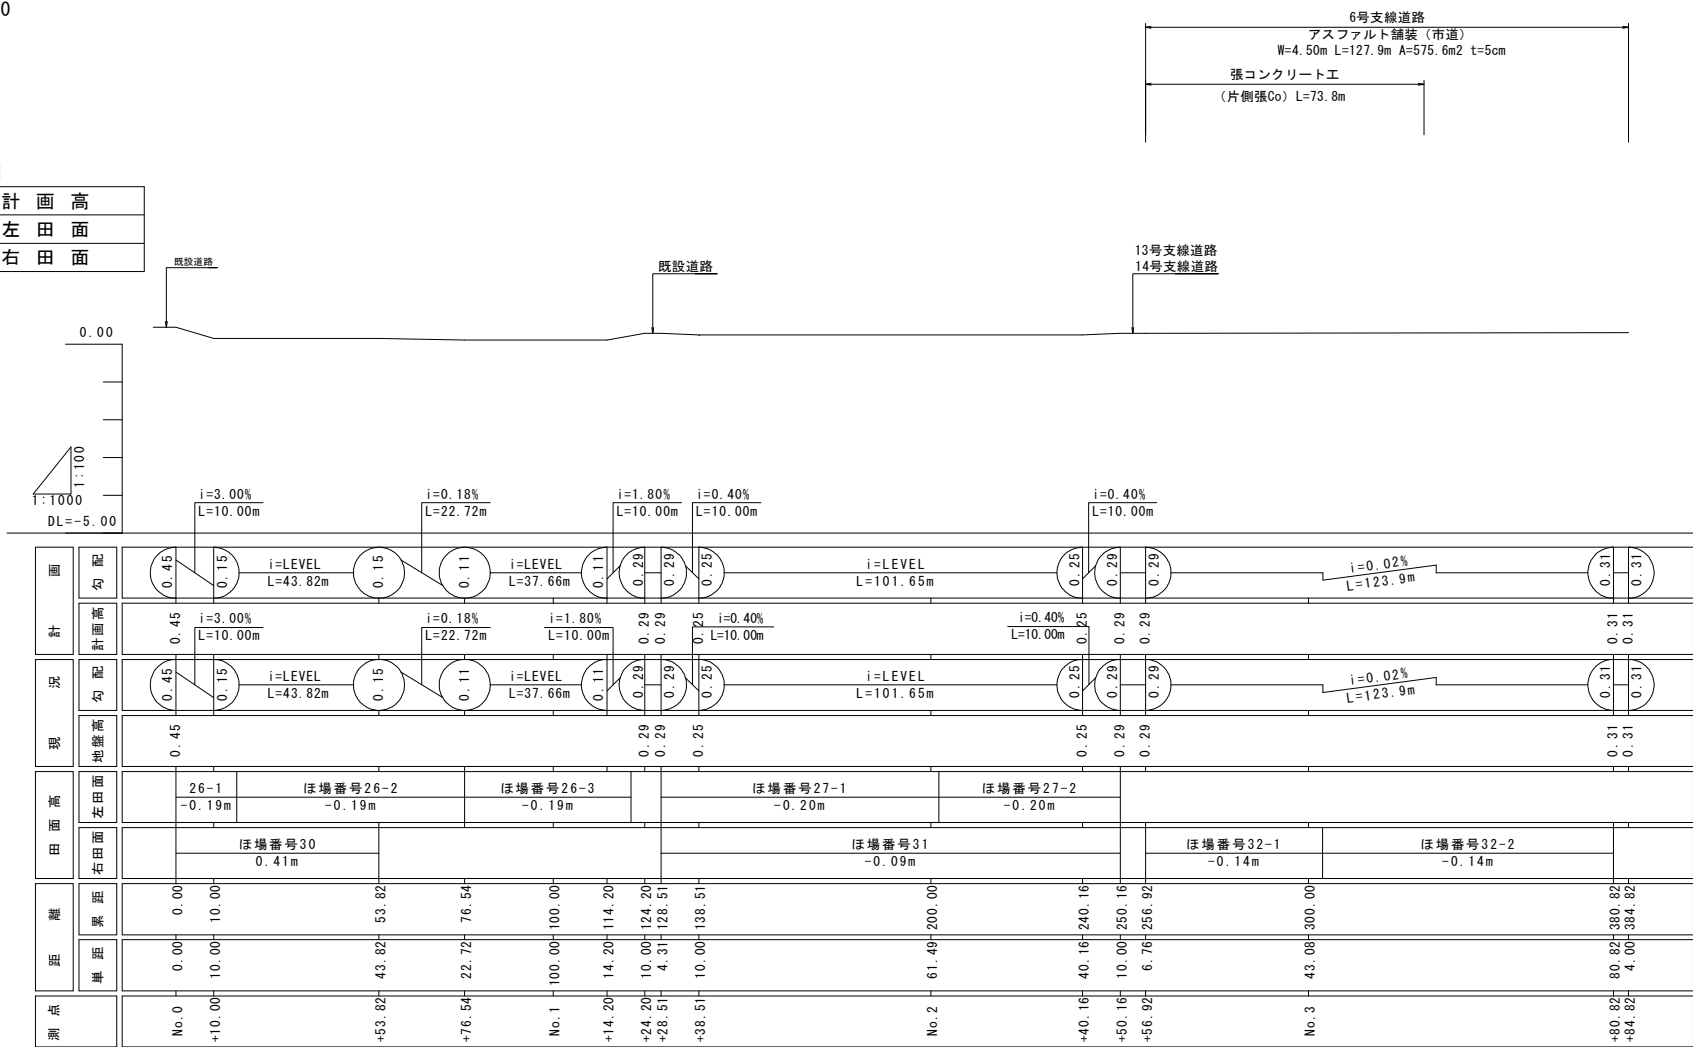 0
6号支線道路
アスファルト舗装（市道）
W=4.50m L=127.9m A=575.6m2 t=5cm
張コンクリート工
（片側張Co）L=73.8m
計 画 高
左 田 面
右 田 面
既設道路
既設道路
13号支線道路
14号支線道路
0.00
1:100
1:1000
DL=-5.00
i=3.00% i=0.18% i=1.80% i=0.40% i=0.40%
L=10.00m L=22.72m L=10.00m L=10.00m L=10.00m
計 画
勾 配
0.45 0.15 i=LEVEL 0.15 0.11 i=LEVEL 0.11 0.29 0.29 0.25 i=LEVEL 0.25 0.29 0.29 i=0.02% 0.31 0.31
L=43.82m L=37.66m L=101.65m L=123.9m
計画高
0.45 0.29 0.29 0.25 0.25 0.29 0.29 0.31 0.31
i=3.00% i=0.18% i=1.80% i=0.40% i=0.40%
L=10.00m L=22.72m L=10.00m L=10.00m L=10.00m
現 況
勾 配
0.45 0.15 i=LEVEL 0.15 0.11 i=LEVEL 0.11 0.29 0.29 0.25 i=LEVEL 0.25 0.29 0.29 i=0.02% 0.31 0.31
L=43.82m L=37.66m L=101.65m L=123.9m
地盤高
0.45 0.29 0.29 0.25 0.25 0.29 0.29 0.31 0.31
田 面 高
左田面
26-1 ほ場番号26-2 ほ場番号26-3 ほ場番号27-1 ほ場番号27-2
-0.19m -0.19m -0.19m -0.20m -0.20m
右田面
ほ場番号30 ほ場番号31 ほ場番号32-1 ほ場番号32-2
0.41m -0.09m -0.14m -0.14m
距 離
累 距
0.00 10.00 53.82 76.54 100.00 114.20 124.20 128.51 138.51 200.00 240.16 250.16 256.92 300.00 380.82 384.82
単 距
0.00 10.00 43.82 22.72 100.00 14.20 10.00 4.31 10.00 61.49 40.16 10.00 6.76 43.08 80.82 4.00
測 点
No.0 +10.00 +53.82 +76.54 No.1 +14.20 +24.20 +28.51 +38.51 No.2 +40.16 +50.16 +56.92 No.3 +80.82 +84.82